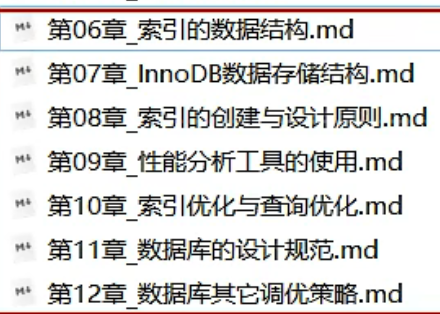 第06章_索引的数据结构.md
第07章_InnoDB数据存储结构.md
第08章_索引的创建与设计原则.md
第09章_性能分析工具的使用.md
第10章_索引优化与查询优化.md
第11章_数据库的设计规范.md
第12章_数据库其它调优策略.md